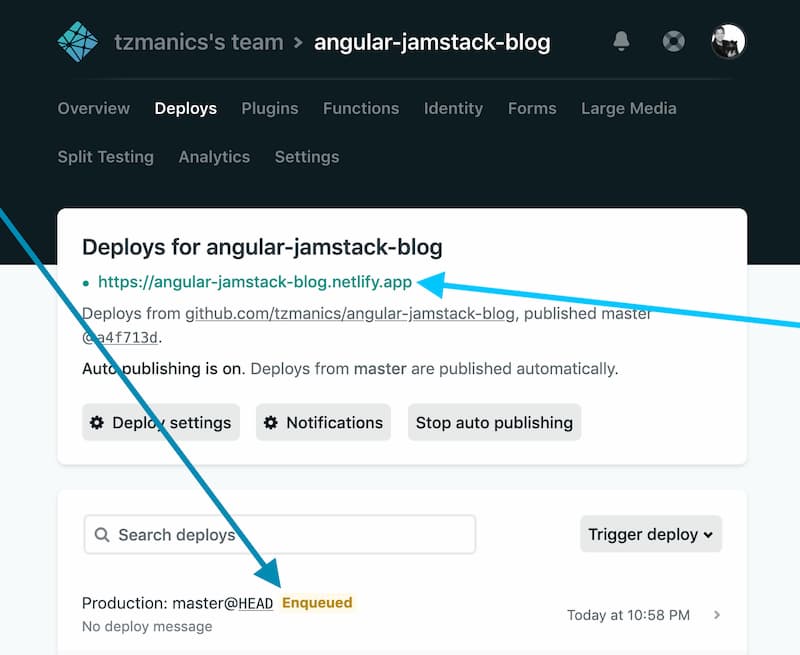 tzmanics's team > angular-jamstack-blog
Overview Deploys Plugins Functions Identity Forms Large Media
Split Testing Analytics Settings
Deploys for angular-jamstack-blog
https://angular-jamstack-blog.netlify.app
Deploys from github.com/tzmanics/angular-jamstack-blog, published master
@a4f713d.
Auto publishing is on. Deploys from master are published automatically.
Deploy settings Notifications Stop auto publishing
Search deploys Trigger deploy
Production: master@HEAD Enqueued
Today at 10:58 PM
No deploy message